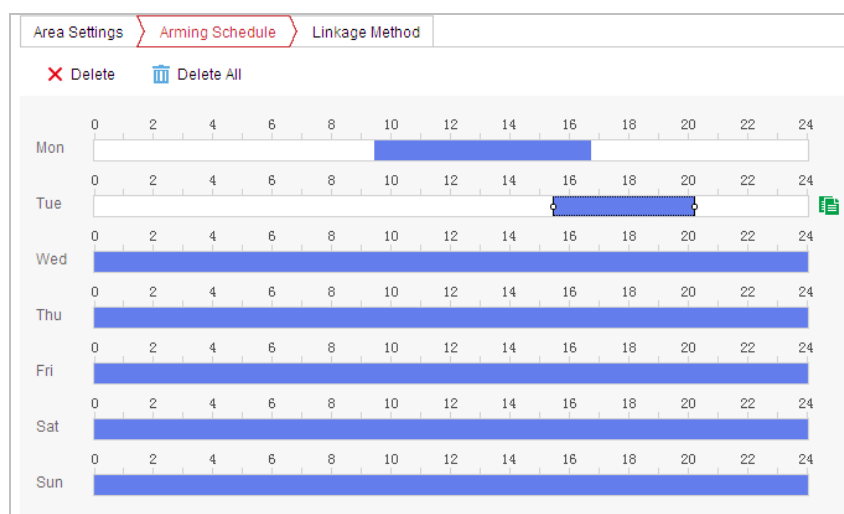 Area Settings Arming Schedule Linkage Method
Delete Delete All
0 2 4 6 8 10 12 14 16 18 20 22 24
Mon
0 2 4 6 8 10 12 14 16 18 20 22 24
Tue
0 2 4 6 8 10 12 14 16 18 20 22 24
Wed
0 2 4 6 8 10 12 14 16 18 20 22 24
Thu
0 2 4 6 8 10 12 14 16 18 20 22 24
Fri
0 2 4 6 8 10 12 14 16 18 20 22 24
Sat
0 2 4 6 8 10 12 14 16 18 20 22 24
Sun